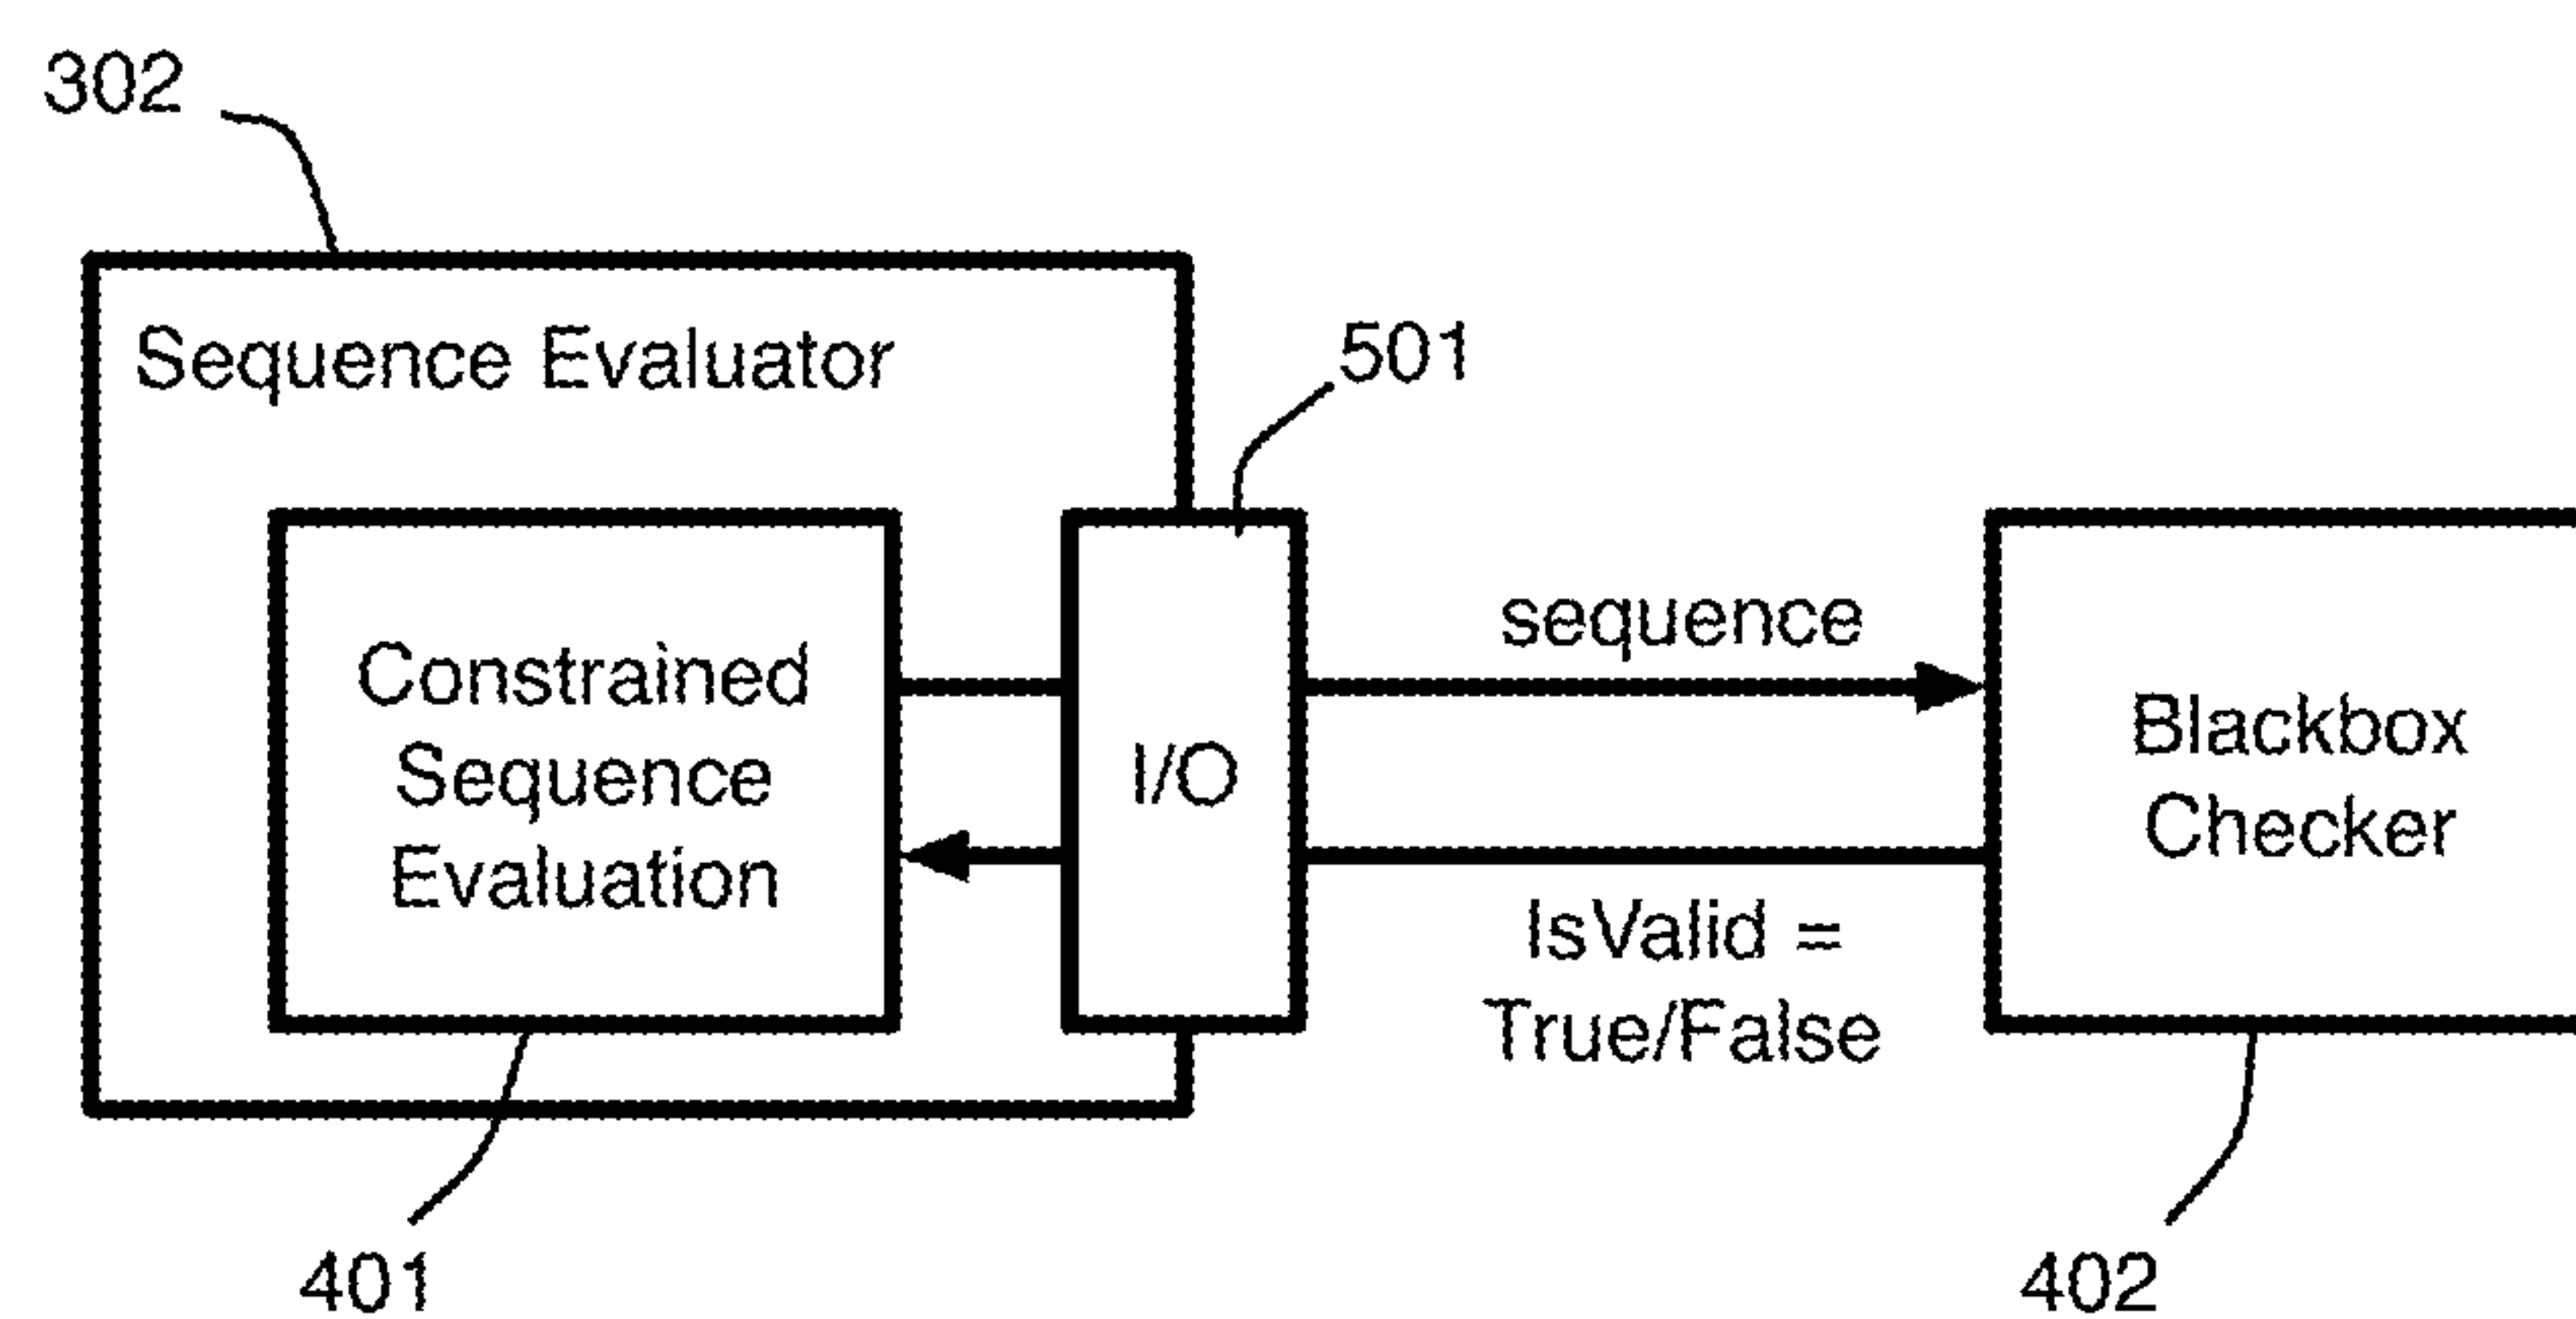 302
Sequence Evaluator
501
Constrained
Sequence
Evaluation
I/O
sequence
IsValid =
True/False
Blackbox
Checker
401
402